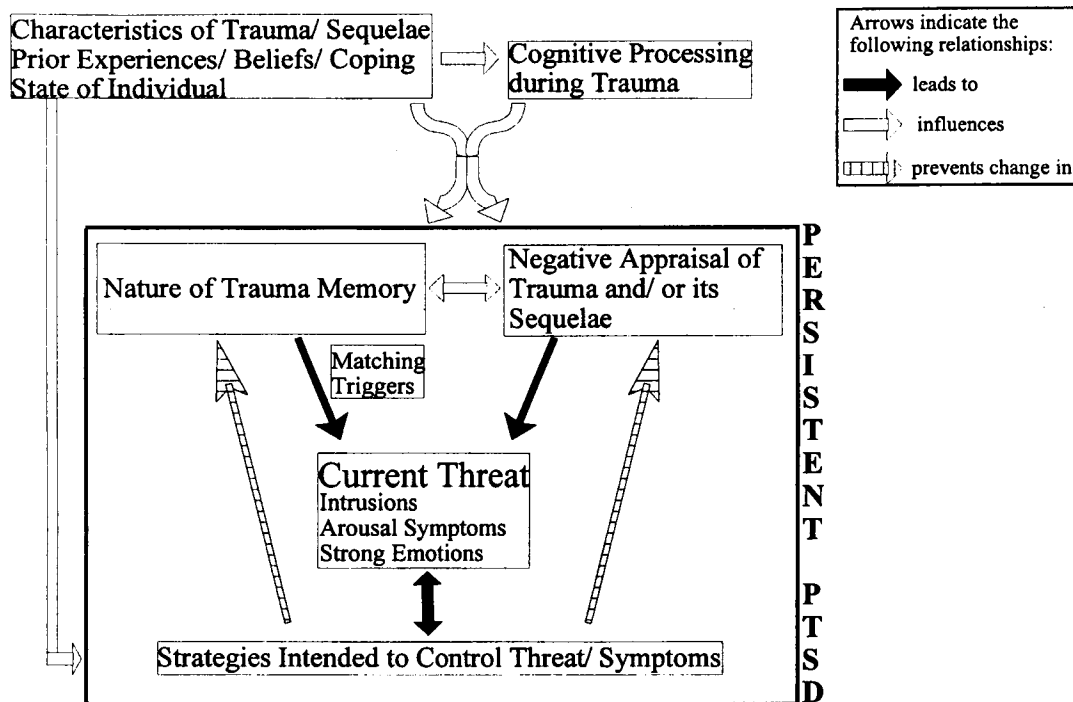 Characteristics of Trauma/ Sequelae
Prior Experiences/ Beliefs/ Coping
State of Individual
Cognitive Processing
during Trauma
Arrows indicate the
following relationships:
leads to
influences
prevents change in
Nature of Trauma Memory
Negative Appraisal of
Trauma and/ or its
Sequelae
Matching
Triggers
Current Threat
Intrusions
Arousal Symptoms
Strong Emotions
Strategies Intended to Control Threat/ Symptoms
PERSISTENT PTSD